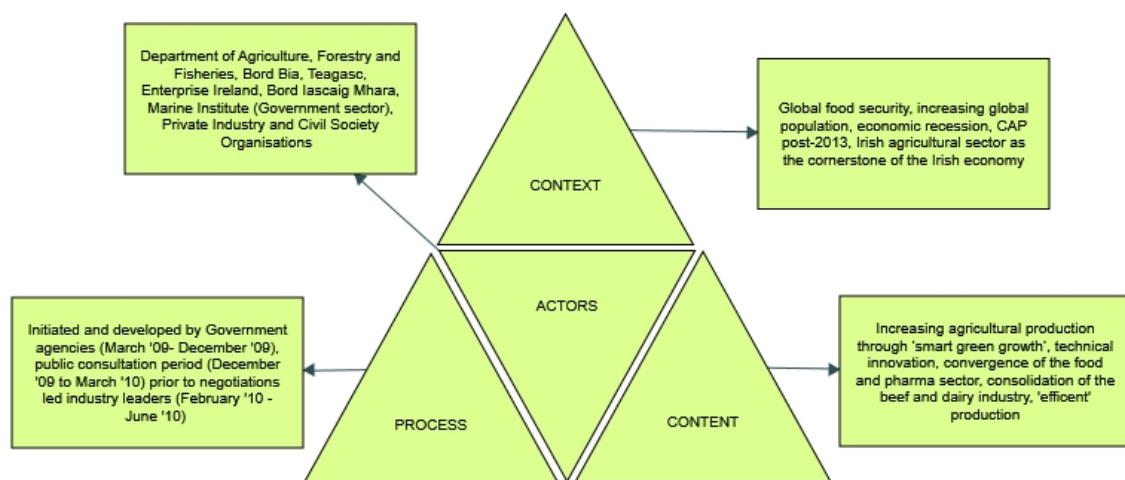 Department of Agriculture, Forestry and
Fisheries, Bord Bia, Teagasc,
Enterprise Ireland, Bord Iascaig Mhara,
Marine Institute (Government sector),
Private Industry and Civil Society
Organisations
Global food security, increasing global
population, economic recession, CAP
post-2013, Irish agricultural sector as
the cornerstone of the Irish economy
CONTEXT
ACTORS
Initiated and developed by Government
agencies (March '09- December '09),
public consultation period (December
'09 to March '10) prior to negotiations
led industry leaders (February '10 -
June '10)
PROCESS
CONTENT
Increasing agricultural production
through 'smart green growth', technical
innovation, convergence of the food
and pharma sector, consolidation of the
beef and dairy industry, 'efficent'
production